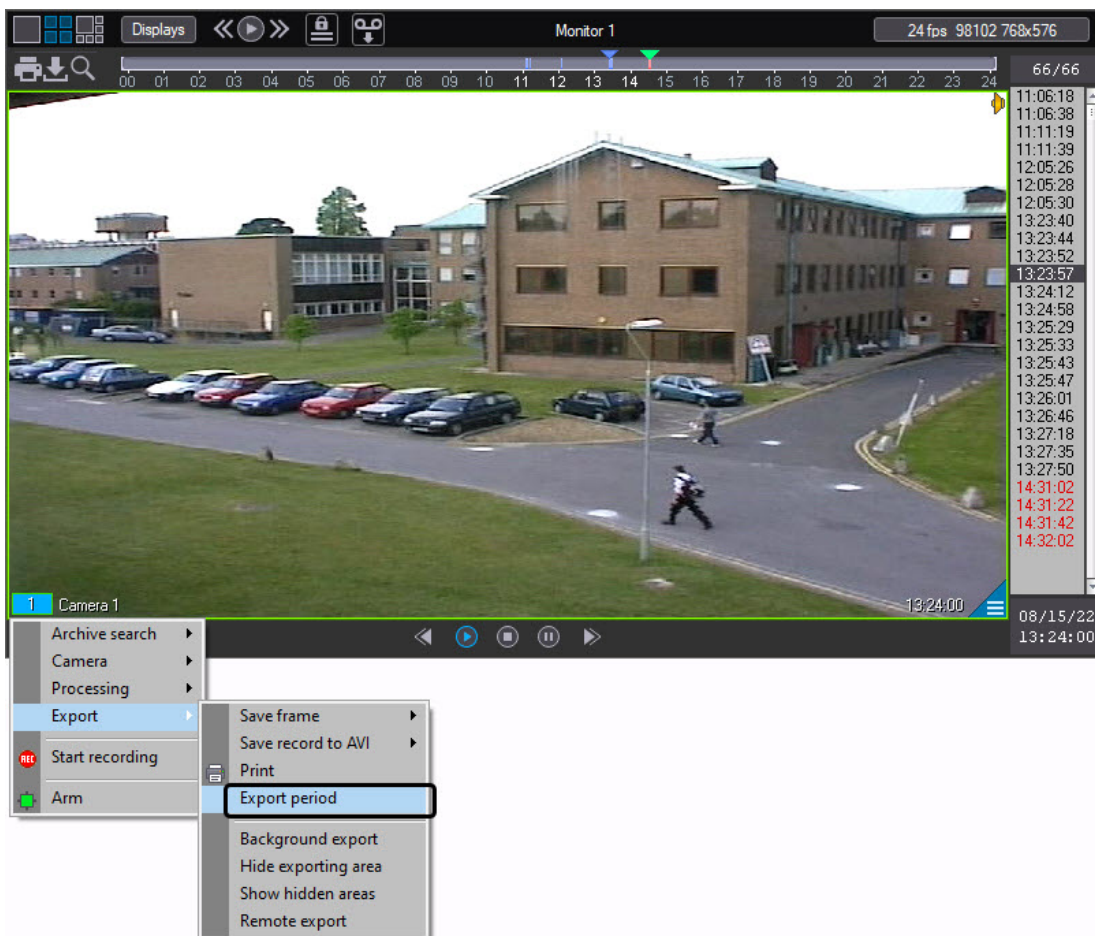 Displays
Monitor 1
24 fps 98102 768x576
00 01 02 03 04 05 06 07 08 09 10 11 12 13 14 15 16 17 18 19 20 21 22 23 24
66/66
11:06:18
11:06:38
11:11:19
11:11:39
12:05:26
12:05:28
12:05:30
13:23:40
13:23:44
13:23:52
13:23:57
13:24:12
13:24:58
13:25:29
13:25:33
13:25:43
13:25:47
13:26:01
13:26:46
13:27:18
13:27:35
13:27:50
14:31:02
14:31:22
14:31:42
14:32:02
1 Camera 1
13:24:00
08/15/22
13:24:00
Archive search
Camera
Processing
Export
REC Start recording
Arm
Save frame
Save record to AVI
Print
Export period
Background export
Hide exporting area
Show hidden areas
Remote export